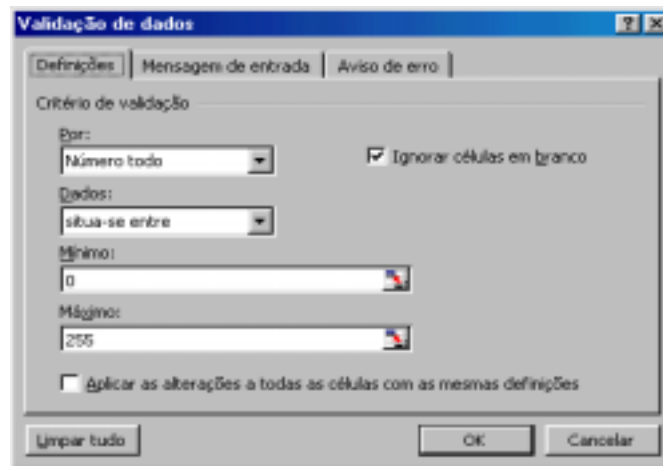 Validação de dados
Definições Mensagem de entrada Aviso de erro
Critério de validação
Por:
Número todo
Ignorar células em branco
Dados:
situa-se entre
Mínimo:
0
Máximo:
255
Aplicar as alterações a todas as células com as mesmas definições
Limpar tudo OK Cancelar